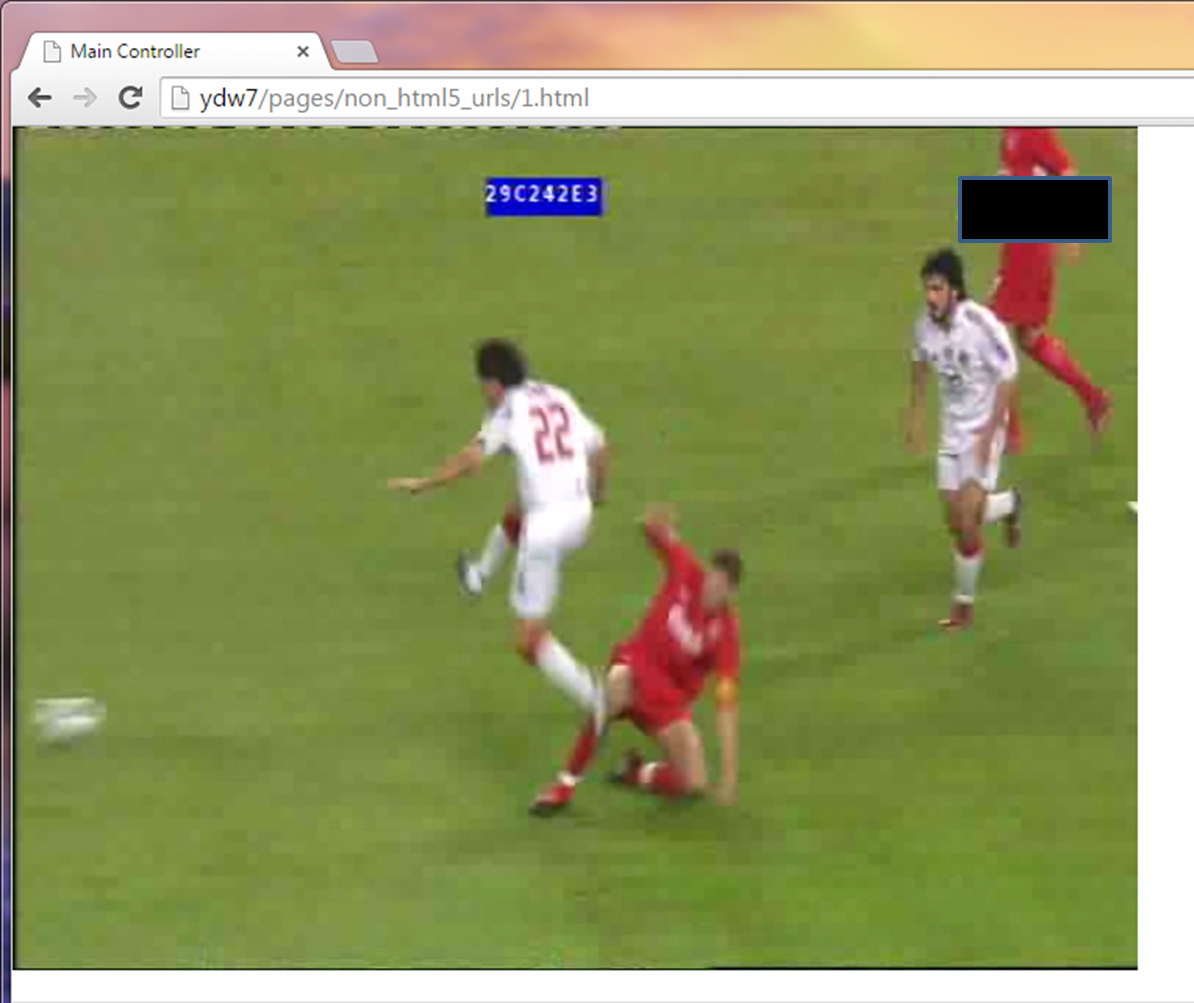 Main Controller
ydw7/pages/non_html5_urls/1.html
29C242E3
22